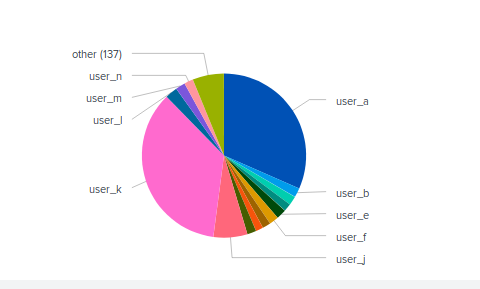 other (137)
user_n
user_m
user_l
user_k
user_a
user_b
user_e
user_f
user_j